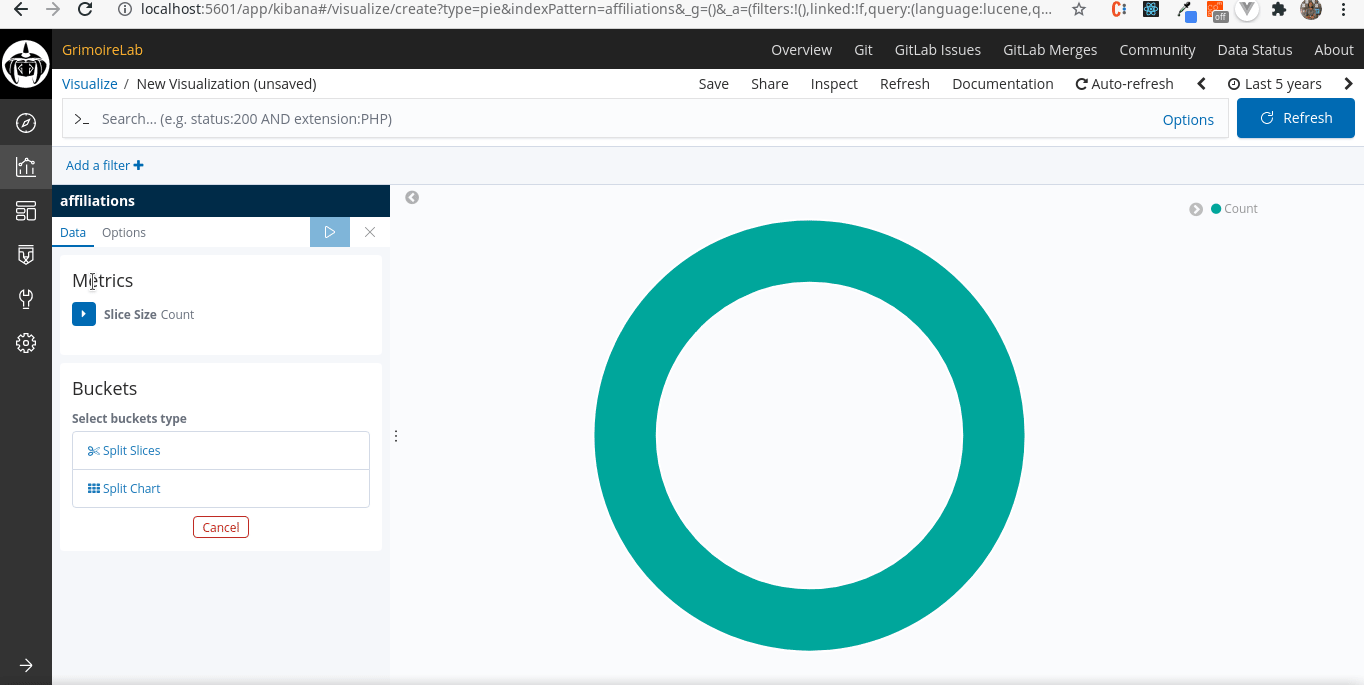 localhost:5601/app/kibana#/visualize/create?type=pie&indexPattern=affiliations&_g=()&_a=(filters:!(),linked:!f,query:(language:lucene,q...
off
GrimoireLab
Overview Git GitLab Issues GitLab Merges Community Data Status About
Visualize / New Visualization (unsaved)
Save Share Inspect Refresh Documentation Auto-refresh Last 5 years
>_ Search... (e.g. status:200 AND extension:PHP)
Options
Refresh
Add a filter +
affiliations
Data Options
Count
Metrics
Slice Size Count
Buckets
Select buckets type
Split Slices
Split Chart
Cancel